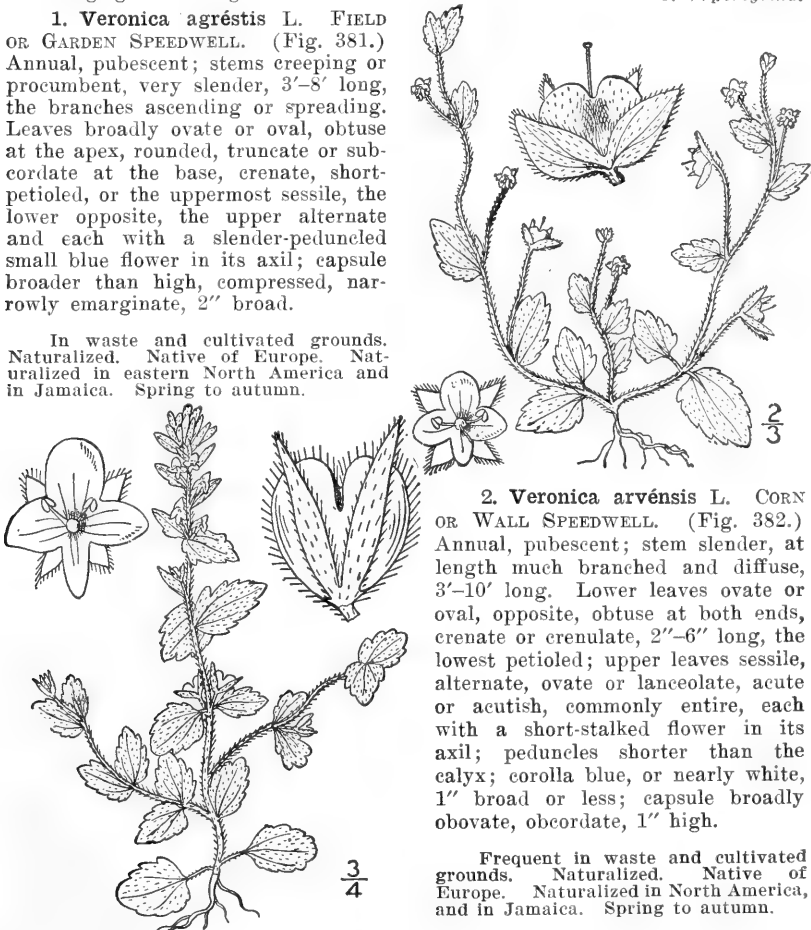 1. Veronica agréstis L. FIELD
OR GARDEN SPEEDWELL. (Fig. 381.)
Annual, pubescent; stems creeping or
procumbent, very slender, 3′–8′ long,
the branches ascending or spreading.
Leaves broadly ovate or oval, obtuse
at the apex, rounded, truncate or sub-
cordate at the base, crenate, short-
petioled, or the uppermost sessile, the
lower opposite, the upper alternate
and each with a slender-peduncled
small blue flower in its axil; capsule
broader than high, compressed, nar-
rowly emarginate, 2″ broad.
In waste and cultivated grounds.
Naturalized. Native of Europe. Nat-
uralized in eastern North America and
in Jamaica. Spring to autumn.
2/3
2. Veronica arvénsis L. CORN
OR WALL SPEEDWELL. (Fig. 382.)
Annual, pubescent; stem slender, at
length much branched and diffuse,
3′–10′ long. Lower leaves ovate or
oval, opposite, obtuse at both ends,
crenate or crenulate, 2″–6″ long, the
lowest petioled; upper leaves sessile,
alternate, ovate or lanceolate, acute
or acutish, commonly entire, each
with a short-stalked flower in its
axil; peduncles shorter than the
calyx; corolla blue, or nearly white,
1″ broad or less; capsule broadly
obovate, obcordate, 1″ high.
Frequent in waste and cultivated
grounds. Naturalized. Native of
Europe. Naturalized in North America,
and in Jamaica. Spring to autumn.
3/4